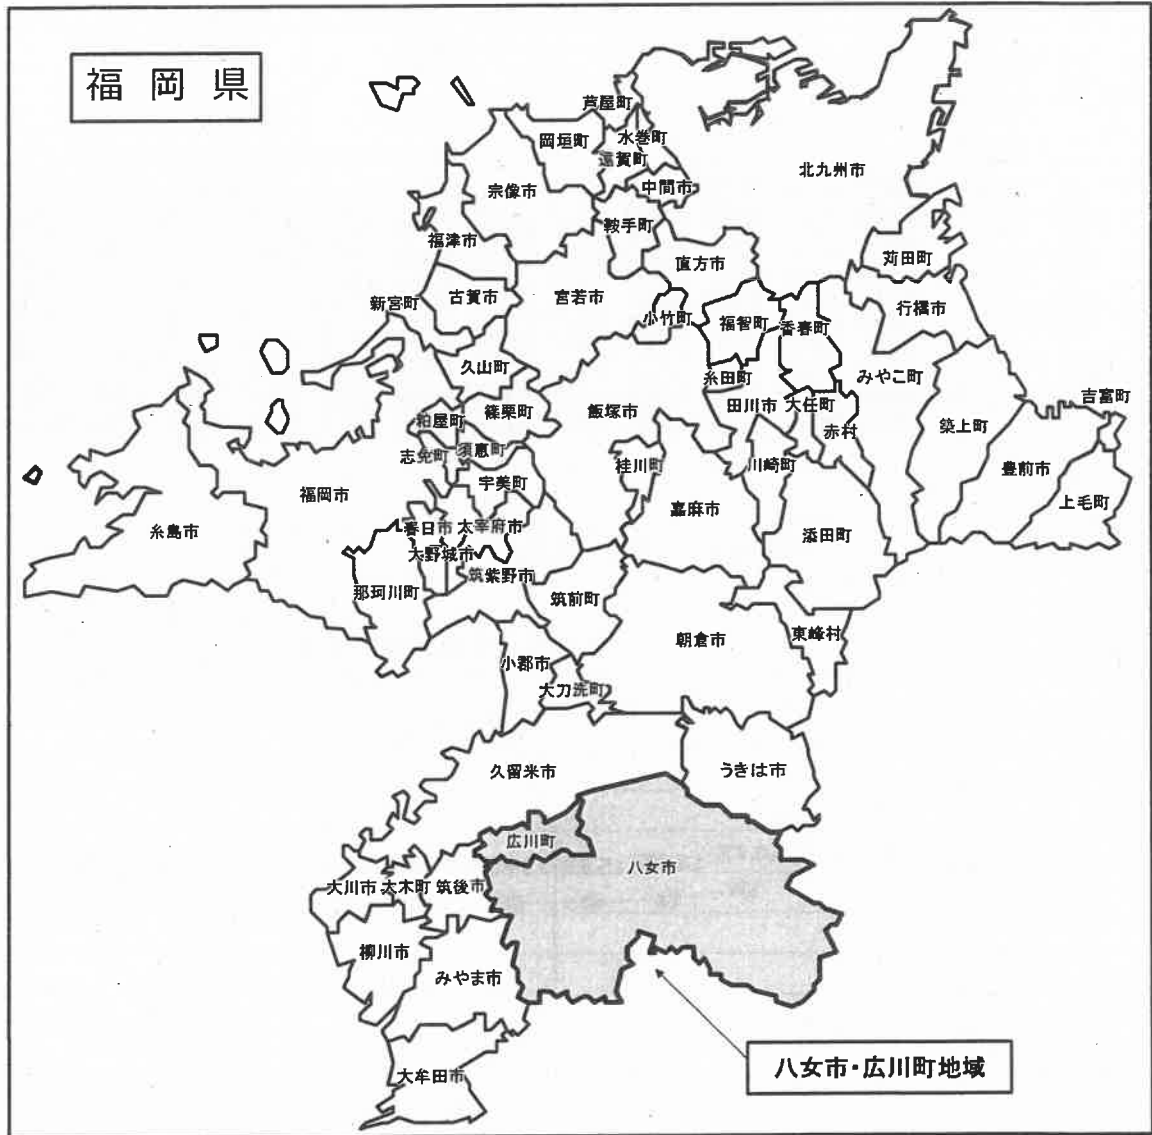 福岡県
芦屋町
岡垣町
水巻町
遠賀町
北九州市
中間市
宗像市
鞍手町
福津市
直方市
苅田町
新宮町
古賀市
宮若市
小竹町
福智町
香春町
行橋市
久山町
糸田町
みやこ町
吉富町
粕屋町
篠栗町
飯塚市
田川市
大任町
赤村
築上町
志免町
須恵町
桂川町
川崎町
豊前市
宇美町
福岡市
嘉麻市
上毛町
糸島市
春日市
太宰府市
添田町
大野城市
筑紫野市
那珂川町
筑前町
朝倉市
東峰村
小郡市
大刀洗町
久留米市
うきは市
広川町
八女市
大川市
大木町
筑後市
柳川市
みやま市
大牟田市
八女市・広川町地域